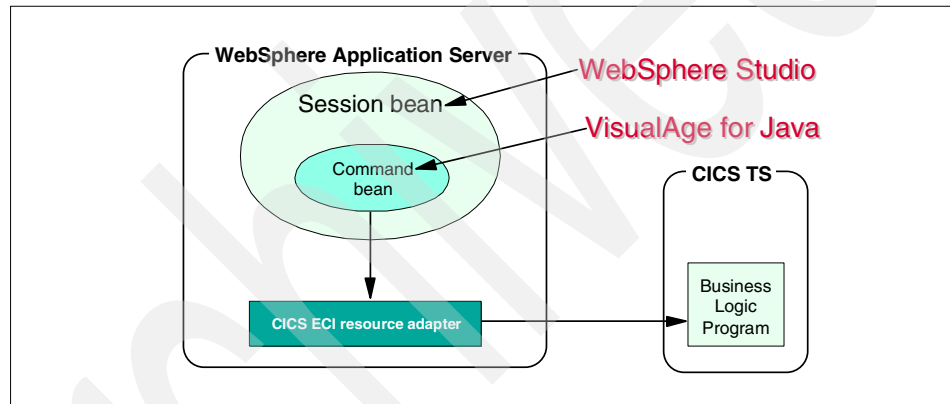 WebSphere Application Server
WebSphere Studio
Session bean
VisualAge for Java
Command
bean
CICS TS
Business
Logic
Program
CICS ECI resource adapter